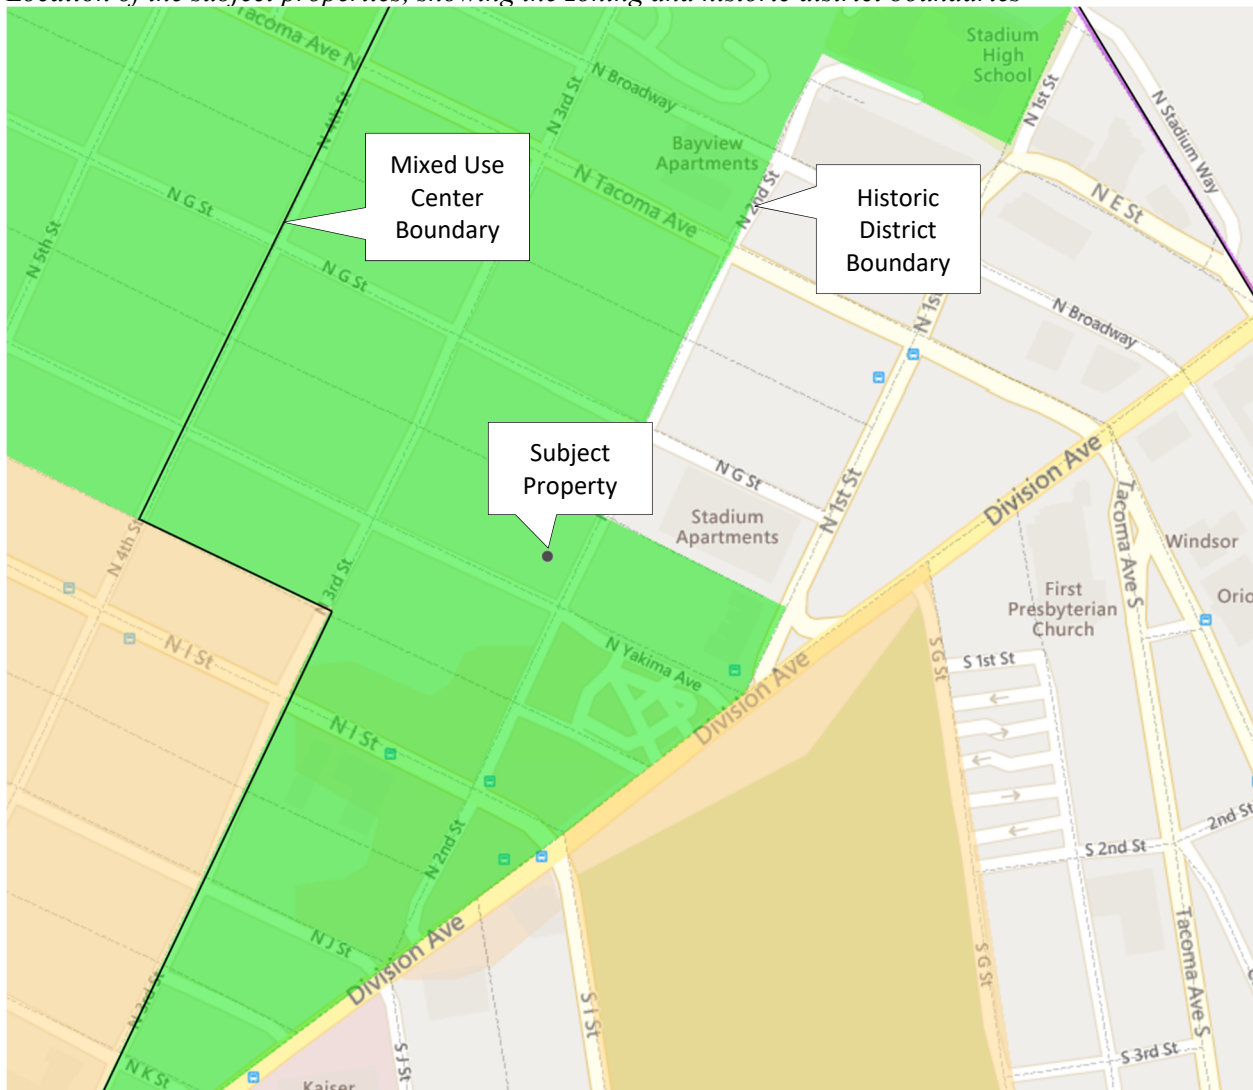 Location of the subject properties, showing the zoning and historic district boundaries
Tacoma Ave N
N 4th St
N 3rd St
N Broadway
Stadium
High
School
N 1st St
N Stadium Way
Mixed Use
Center
Boundary
Bayview
Apartments
N 2nd St
Historic
District
Boundary
N E St
N G St
N Tacoma Ave
N 5th St
N G St
N 1st
N Broadway
Subject
Property
N G St
N 1st St
Division Ave
Stadium
Apartments
Tacoma Ave S
Windsor
N 4th St
N 3rd St
First
Presbyterian
Church
Orio
N I St
N Yakima Ave
S G St
S 1st St
Division Ave
N I St
N 2nd St
2nd St
S 2nd St
N J St
Division Ave
S G St
Tacoma Ave S
N 3rd St
S I St
S J St
S 3rd St
N K St
Kaiser